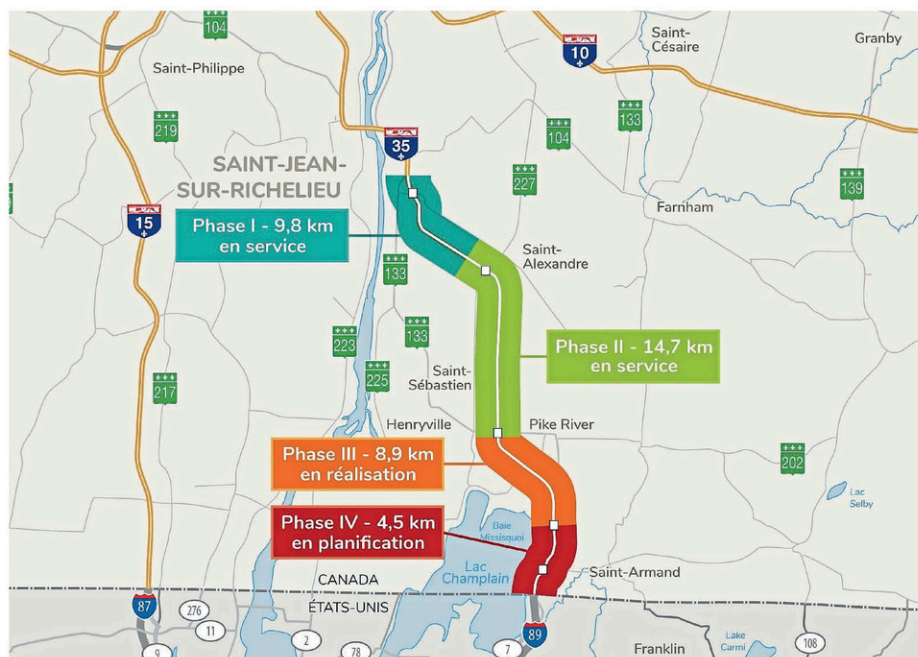 104
Saint-Philippe
10
Saint-Césaire
Granby
219
35
104
133
SAINT-JEAN-
SUR-RICHELIEU
227
139
15
Farnham
Phase I - 9,8 km
en service
Saint-
Alexandre
133
223
133
Phase II - 14,7 km
en service
217
225
Saint-
Sébastien
Henryville
Pike River
Phase III - 8,9 km
en réalisation
202
Lac
Selby
Phase IV - 4,5 km
en planification
Baie
Missisquoi
Lac
Champlain
Saint-Armand
CANADA
ÉTATS-UNIS
87
276
11
9
2
78
7
89
Franklin
Lake
Carmi
108